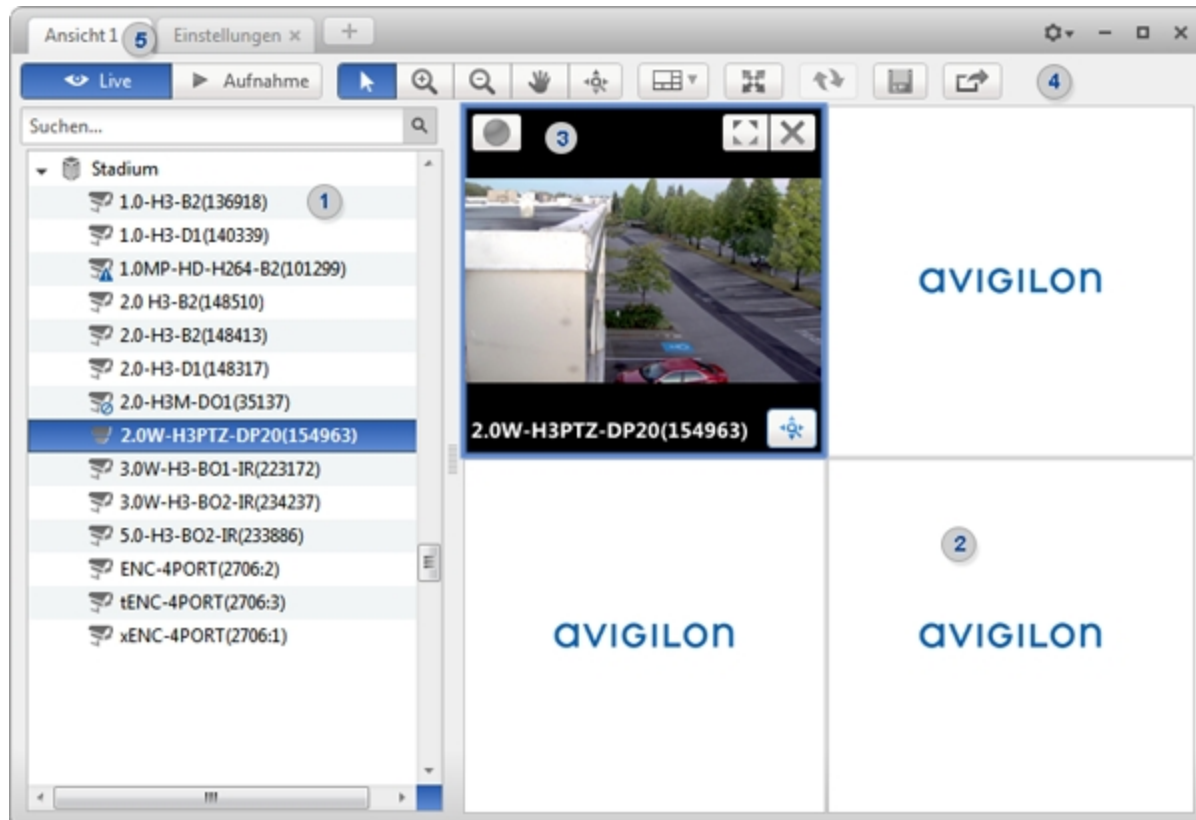 Ansicht 1
5
Einstellungen ×
Live
Aufnahme
4
Suchen...
Stadium
1.0-H3-B2(136918)
1
1.0-H3-D1(140339)
1.0MP-HD-H264-B2(101299)
2.0 H3-B2(148510)
2.0-H3-B2(148413)
2.0-H3-D1(148317)
2.0-H3M-DO1(35137)
2.0W-H3PTZ-DP20(154963)
3.0W-H3-BO1-IR(223172)
3.0W-H3-BO2-IR(234237)
5.0-H3-BO2-IR(233886)
ENC-4PORT(2706:2)
tENC-4PORT(2706:3)
xENC-4PORT(2706:1)
3
2.0W-H3PTZ-DP20(154963)
avigilon
avigilon
2
avigilon